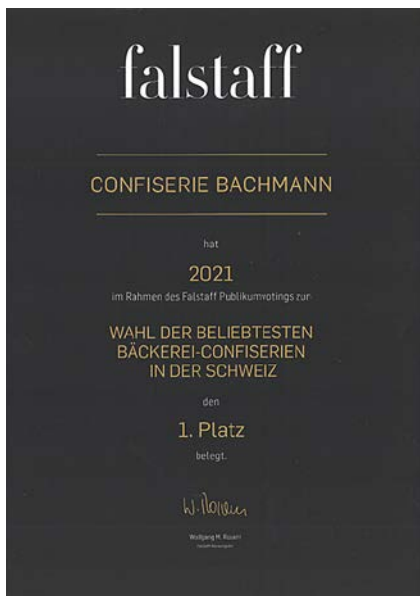 falstaff
CONFISERIE BACHMANN
hat
2021
im Rahmen des Falstaff Publikumvotings zur
WAHL DER BELIEBTESTEN
BÄCKEREI-CONFISERIEN
IN DER SCHWEIZ
den
1. Platz
belegt.
Wolfgang M. Rosam